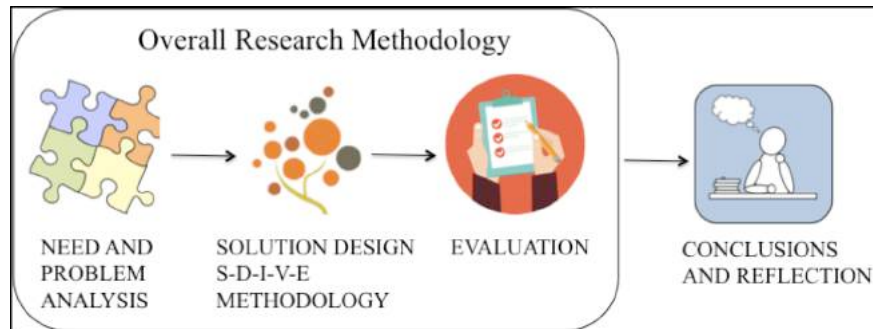 Overall Research Methodology
NEED AND
PROBLEM
ANALYSIS
SOLUTION DESIGN
S-D-I-V-E
METHODOLOGY
EVALUATION
CONCLUSIONS
AND REFLECTION